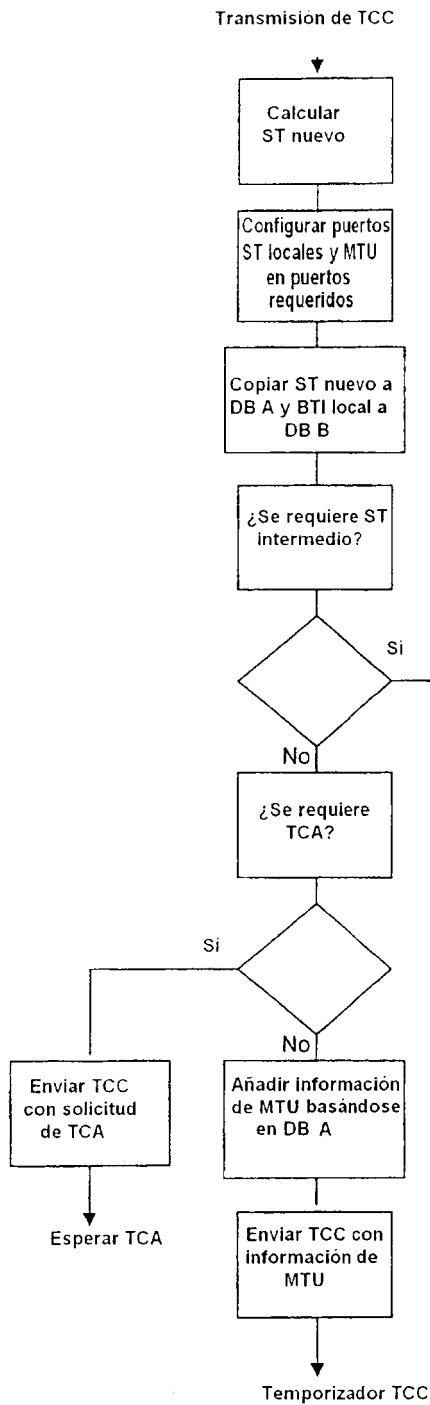 Transmisión de TCC
Calcular
ST nuevo
Configurar puertos
ST locales y MTU
en puertos
requeridos
Copiar ST nuevo a
DB A y BTI local a
DB B
¿Se requiere ST
intermedio?
Sí
No
¿Se requiere
TCA?
Sí
No
Enviar TCC
con solicitud
de TCA
Esperar TCA
Añadir información
de MTU basándose
en DB A
Enviar TCC con
información de
MTU
Temporizador TCC